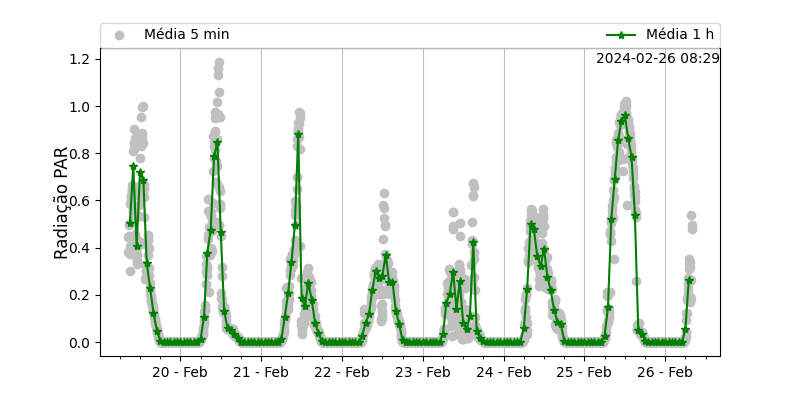 Média 5 min
Média 1 h
2024-02-26 08:29
Radiação PAR
1.2
1.0
0.8
0.6
0.4
0.2
0.0
20 - Feb
21 - Feb
22 - Feb
23 - Feb
24 - Feb
25 - Feb
26 - Feb